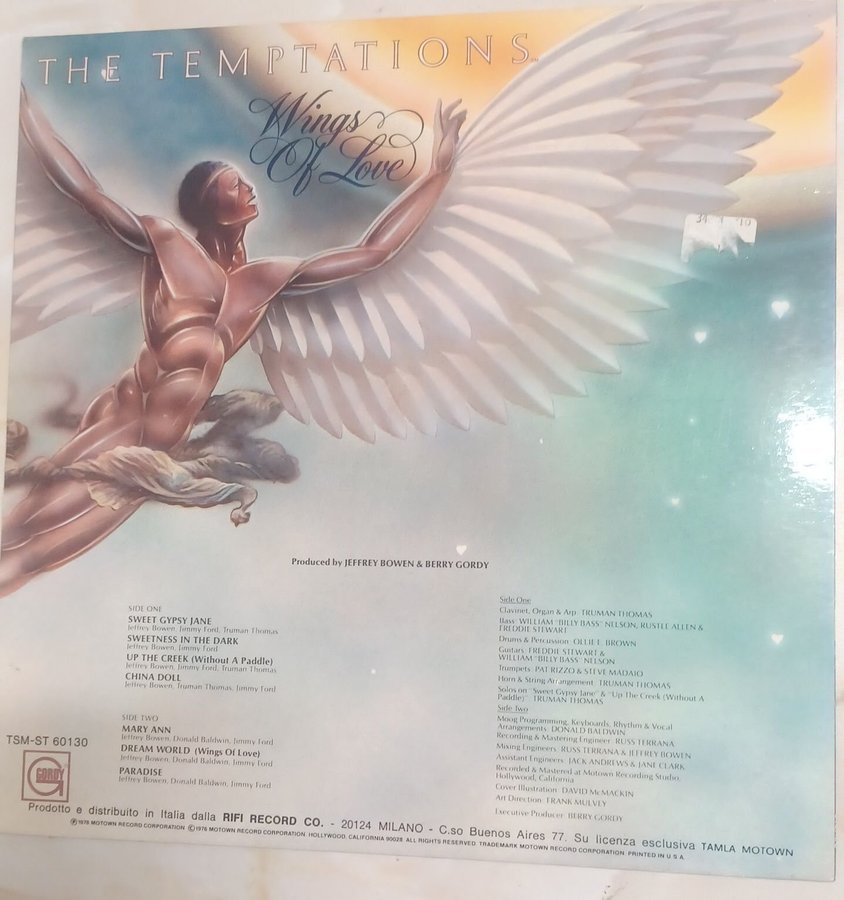 THE TEMPTATIONS
Wings
Of Love
Produced by JEFFREY BOWEN & BERRY GORDY
SIDE ONE
SWEET GYPSY JANE
Jeffrey Bowen, Jimmy Ford, Truman Thomas
SWEETNESS IN THE DARK
Jeffrey Bowen, Jimmy Ford
UP THE CREEK (Without A Paddle)
Jeffrey Bowen, Jimmy Ford, Truman Thomas
CHINA DOLL
Jeffrey Bowen, Truman Thomas, Jimmy Ford
SIDE TWO
MARY ANN
Jeffrey Bowen, Donald Baldwin, Jimmy Ford
DREAM WORLD (Wings Of Love)
Jeffrey Bowen, Donald Baldwin, Jimmy Ford
PARADISE
Jeffrey Bowen, Donald Baldwin, Jimmy Ford
Side One
Clavinet, Organ & Arp TRUMAN THOMAS
Bass WILLIAM "BILLY BASS" NELSON, RUSTEE ALLEN &
FREDDIE STEWART
Drums & Percussion OLLIE E. BROWN
Guitars FREDDIE STEWART &
WILLIAM "BILLY BASS" NELSON
Trumpets PAT RIZZO & STEVE MADAIO
Horn & String Arrangement TRUMAN THOMAS
Solos on "Sweet Gypsy Jane" & "Up The Creek (Without A
Paddle)" TRUMAN THOMAS
Side Two
Moog Programming, Keyboards, Rhythm & Vocal
Arrangements DONALD BALDWIN
Recording & Mastering Engineer RUSS TERRANA
Mixing Engineers RUSS TERRANA & JEFFREY BOWEN
Assistant Engineers JACK ANDREWS & JANE CLARK
Recorded & Mastered at Motown Recording Studio,
Hollywood, California
Cover Illustration DAVID McMACKIN
Art Direction FRANK MULVEY
Executive Producer BERRY GORDY
TSM-ST 60130
GORDY
Prodotto e distribuito in Italia dalla RIFI RECORD CO. - 20124 MILANO - C.so Buenos Aires 77. Su licenza esclusiva TAMLA MOTOWN
℗ 1976 MOTOWN RECORD CORPORATION © 1976 MOTOWN RECORD CORPORATION. HOLLYWOOD, CALIFORNIA 90028 ALL RIGHTS RESERVED. TRADEMARK MOTOWN RECORD CORPORATION PRINTED IN U.S.A.